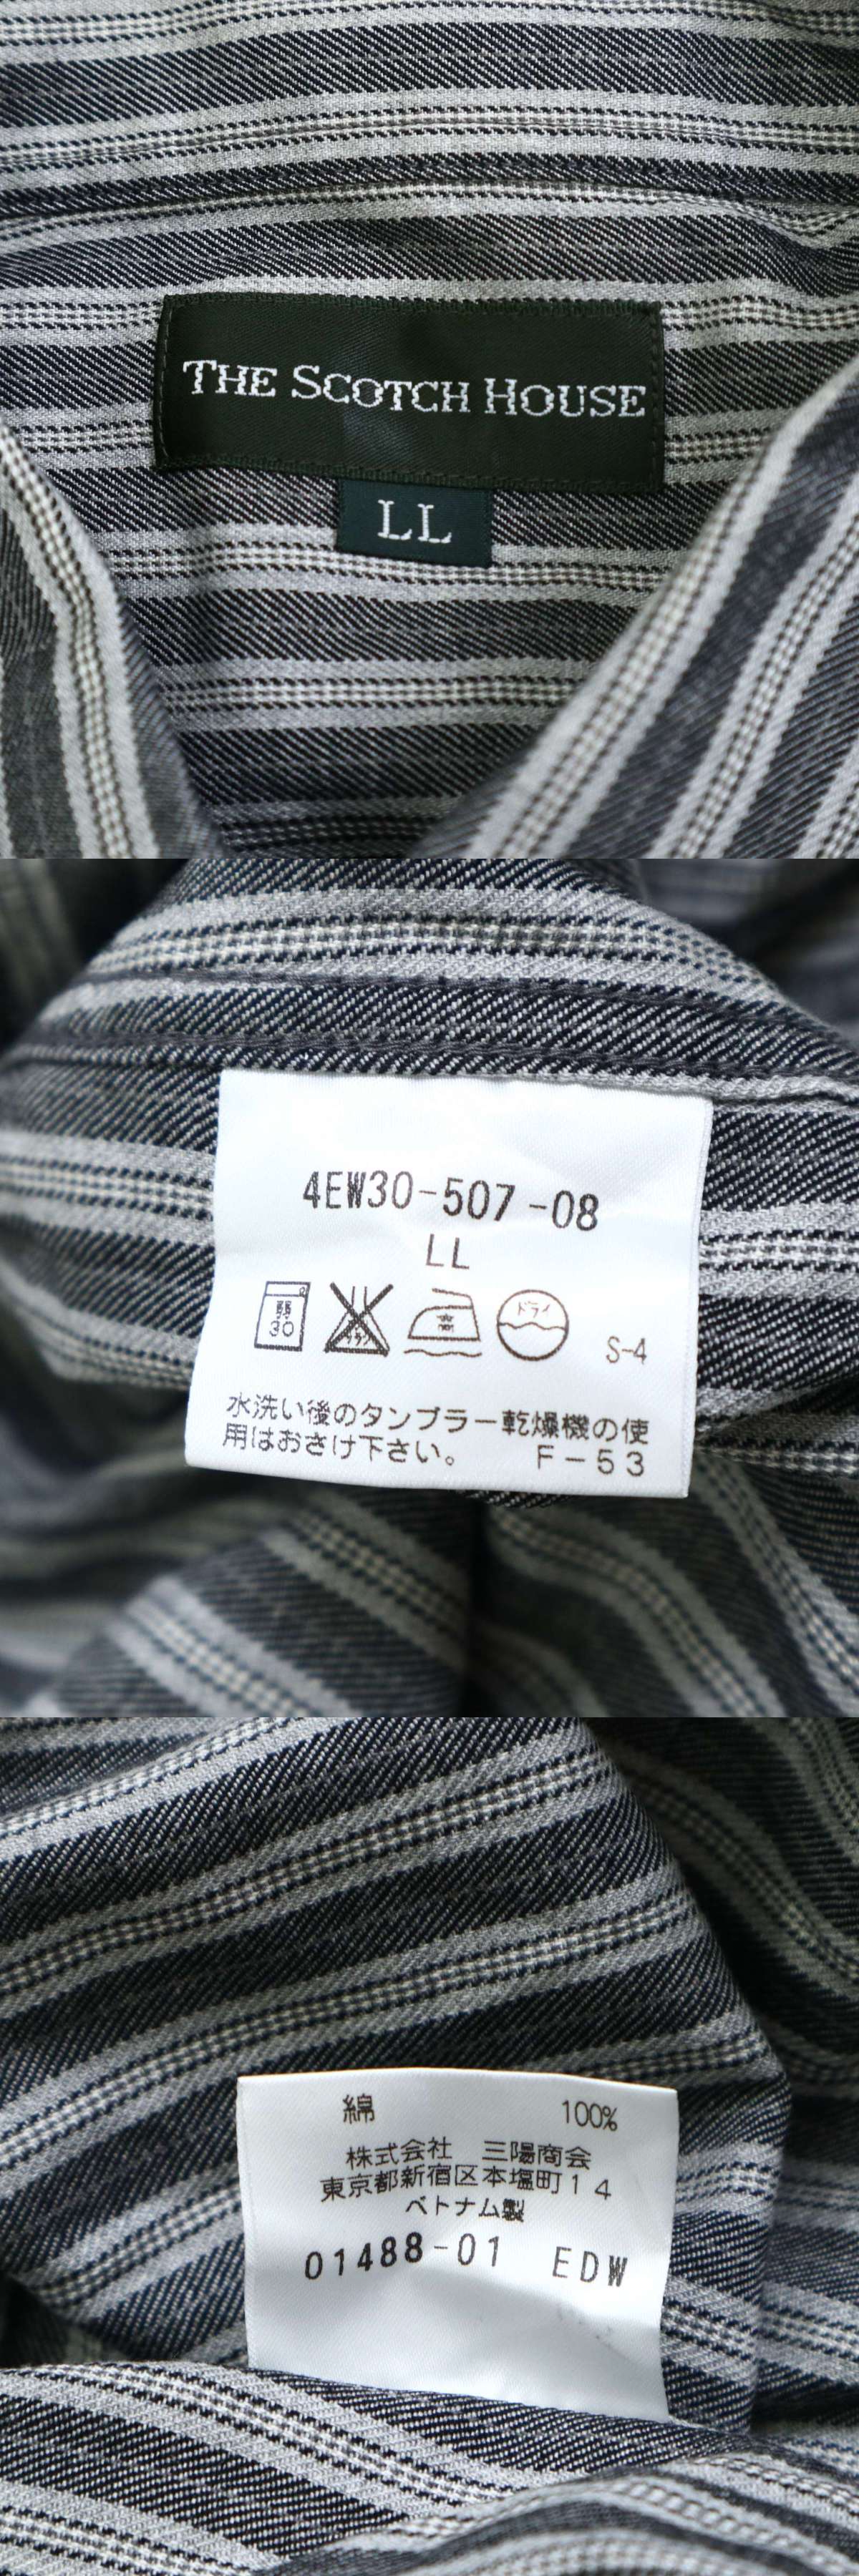 THE SCOTCH HOUSE
LL
4EW30-507-08
LL
弱
30
高
ドライ
S-4
水洗い後のタンブラー乾燥機の使
用はおさけ下さい。 F-53
綿 100%
株式会社 三陽商会
東京都新宿区本塩町14
ベトナム製
01488-01 EDW